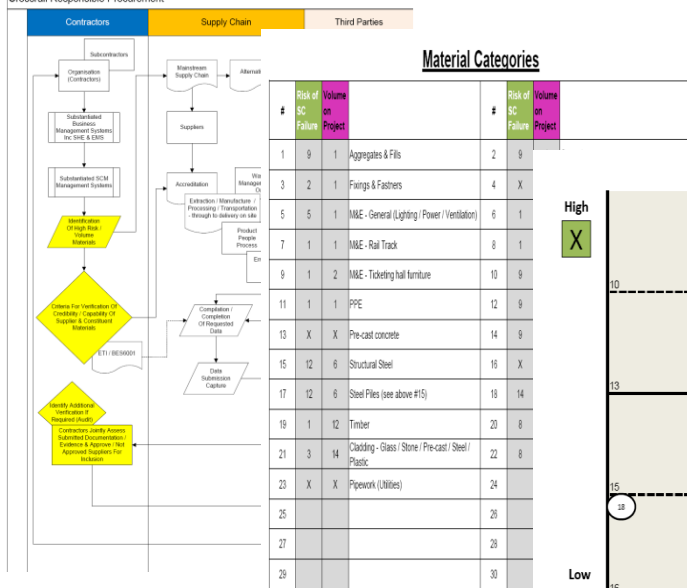 Contractors
Supply Chain
Third Parties
Subcontractors
Organisation
(Contractors)
Mainstream
Supply Chain
Substantiated
Business
Management Systems
Inc SHE & EMS
Suppliers
Substantiated SCM
Management Systems
Accreditation
Extraction / Manufacture /
Processing / Transportation
- through to delivery on site
Identification
Of High Risk /
Volume
Materials
Product
People
Process
Criteria For Verification Of
Credibility / Capability Of
Supplier & Constituent
Materials
Compilation /
Completion
Of Requested
Data
ETI / BES6001
Data
Submission
Capture
Identify Additional
Verification If
Required (Audit)
Contractors Jointly Assess
Submitted Documentation /
Evidence & Approve / Not
Approved Suppliers For
Inclusion
Material Categories
# Risk of SC Failure Volume on Project # Risk of SC Failure Volume on Project
1 9 1 Aggregates & Fills 2 9
3 2 1 Fixings & Fastners 4 X
5 5 1 M&E - General (Lighting / Power / Ventilation) 6 1
7 1 1 M&E - Rail Track 8 1
9 1 2 M&E - Ticketing hall furniture 10 9
11 1 1 PPE 12 9
13 X X Pre-cast concrete 14 9
15 12 6 Structural Steel 16 X
17 12 6 Steel Piles (see above #15) 18 14
19 1 12 Timber 20 8
21 3 14 Cladding - Glass / Stone / Pre-cast / Steel /
Plastic 22 8
23 X X Pipework (Utilities) 24
25 26
27 28
29 30
High
X
10
13
15
18
Low